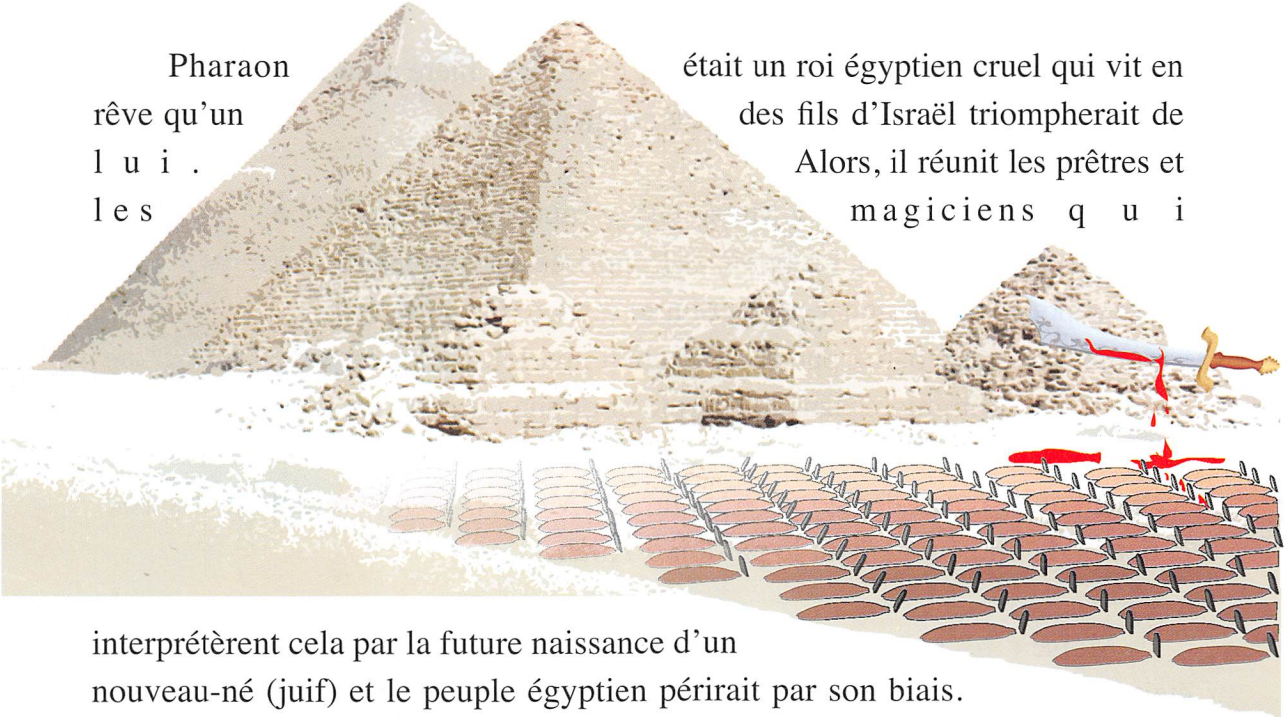 Pharaon était un roi égyptien cruel qui vit en
rêve qu'un des fils d'Israël triompherait de
lui. Alors, il réunit les prêtres et
les magiciens qui
interprétèrent cela par la future naissance d'un
nouveau-né (juif) et le peuple égyptien périrait par son biais.